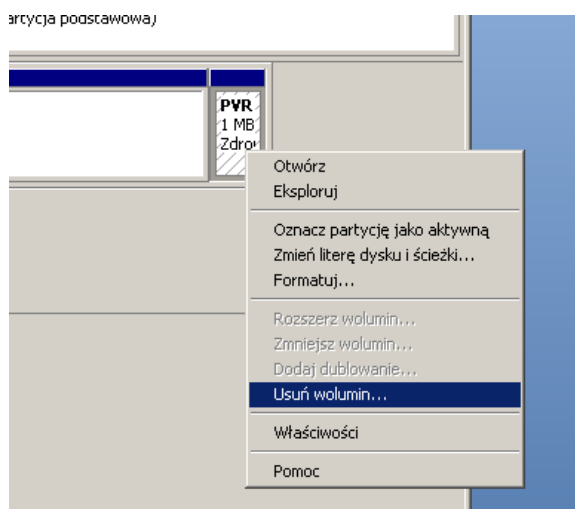 artycja podstawowa)
PVR
1 MB
Zdrow
Otwórz
Eksploruj
Oznacz partycję jako aktywną
Zmień literę dysku i ścieżki...
Formatuj...
Rozszerz wolumin...
Zmniejsz wolumin...
Dodaj dublowanie...
Usuń wolumin...
Właściwości
Pomoc